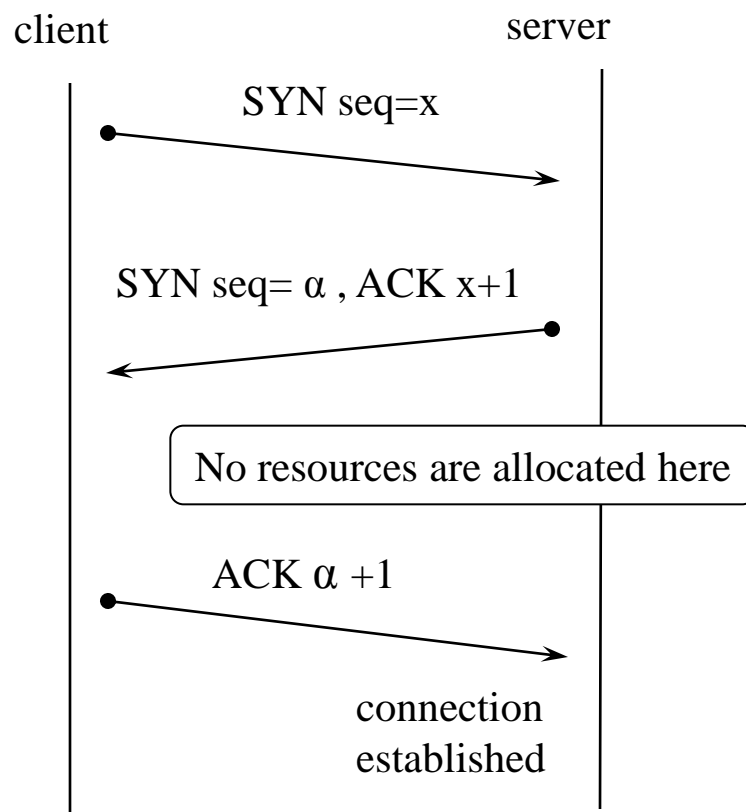 client
server
SYN seq=x
SYN seq= α , ACK x+1
No resources are allocated here
ACK α +1
connection
established